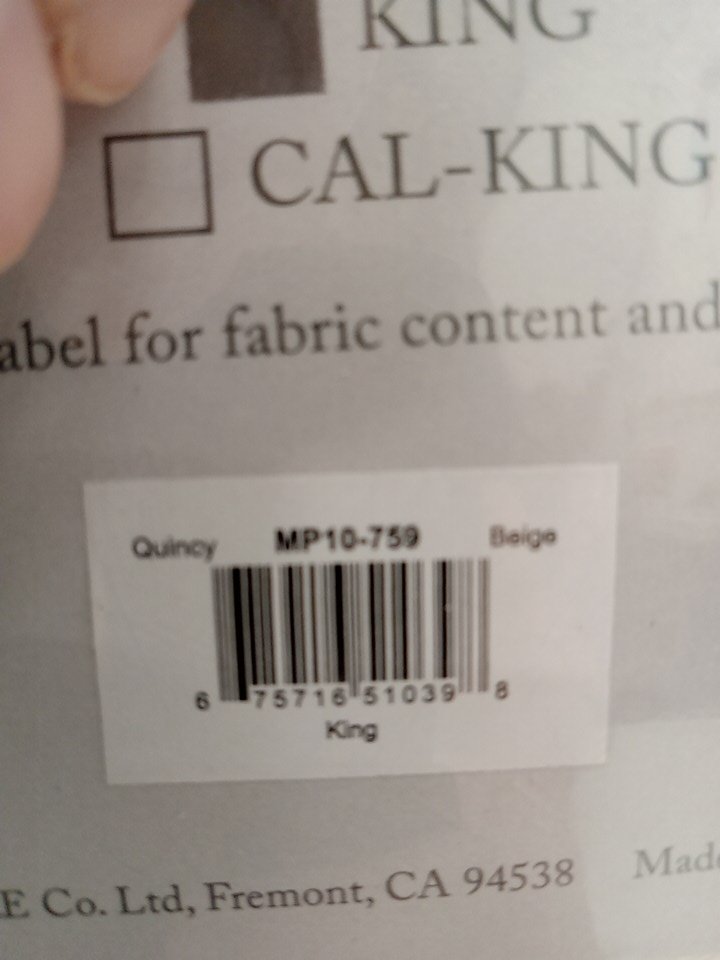 KING
CAL-KING
abel for fabric content and
Quincy MP10-759 Beige
6 75716 51039 8
King
E Co. Ltd, Fremont, CA 94538 Made